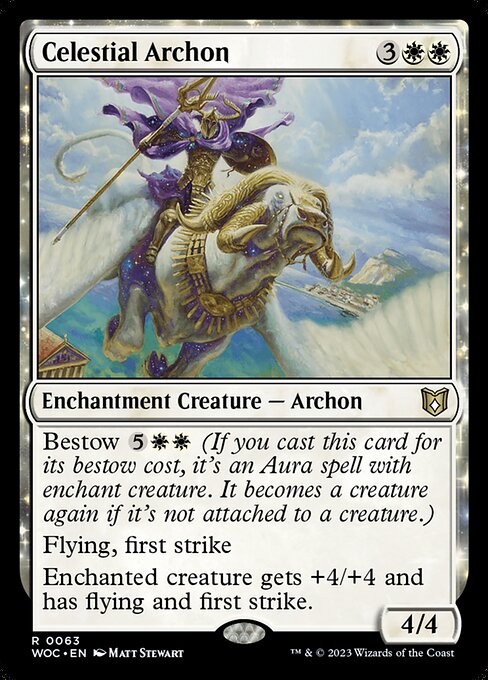 Celestial Archon 3
Enchantment Creature — Archon
Bestow 5 (If you cast this card for
its bestow cost, it's an Aura spell with
enchant creature. It becomes a creature
again if it's not attached to a creature.)
Flying, first strike
Enchanted creature gets +4/+4 and
has flying and first strike.
4/4
R 0063
WOC • EN Matt Stewart
™ & © 2023 Wizards of the Coast